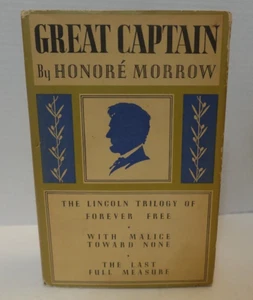 GREAT CAPTAIN
By HONORÉ MORROW
THE LINCOLN TRILOGY OF
FOREVER FREE
WITH MALICE
TOWARD NONE
THE LAST
FULL MEASURE